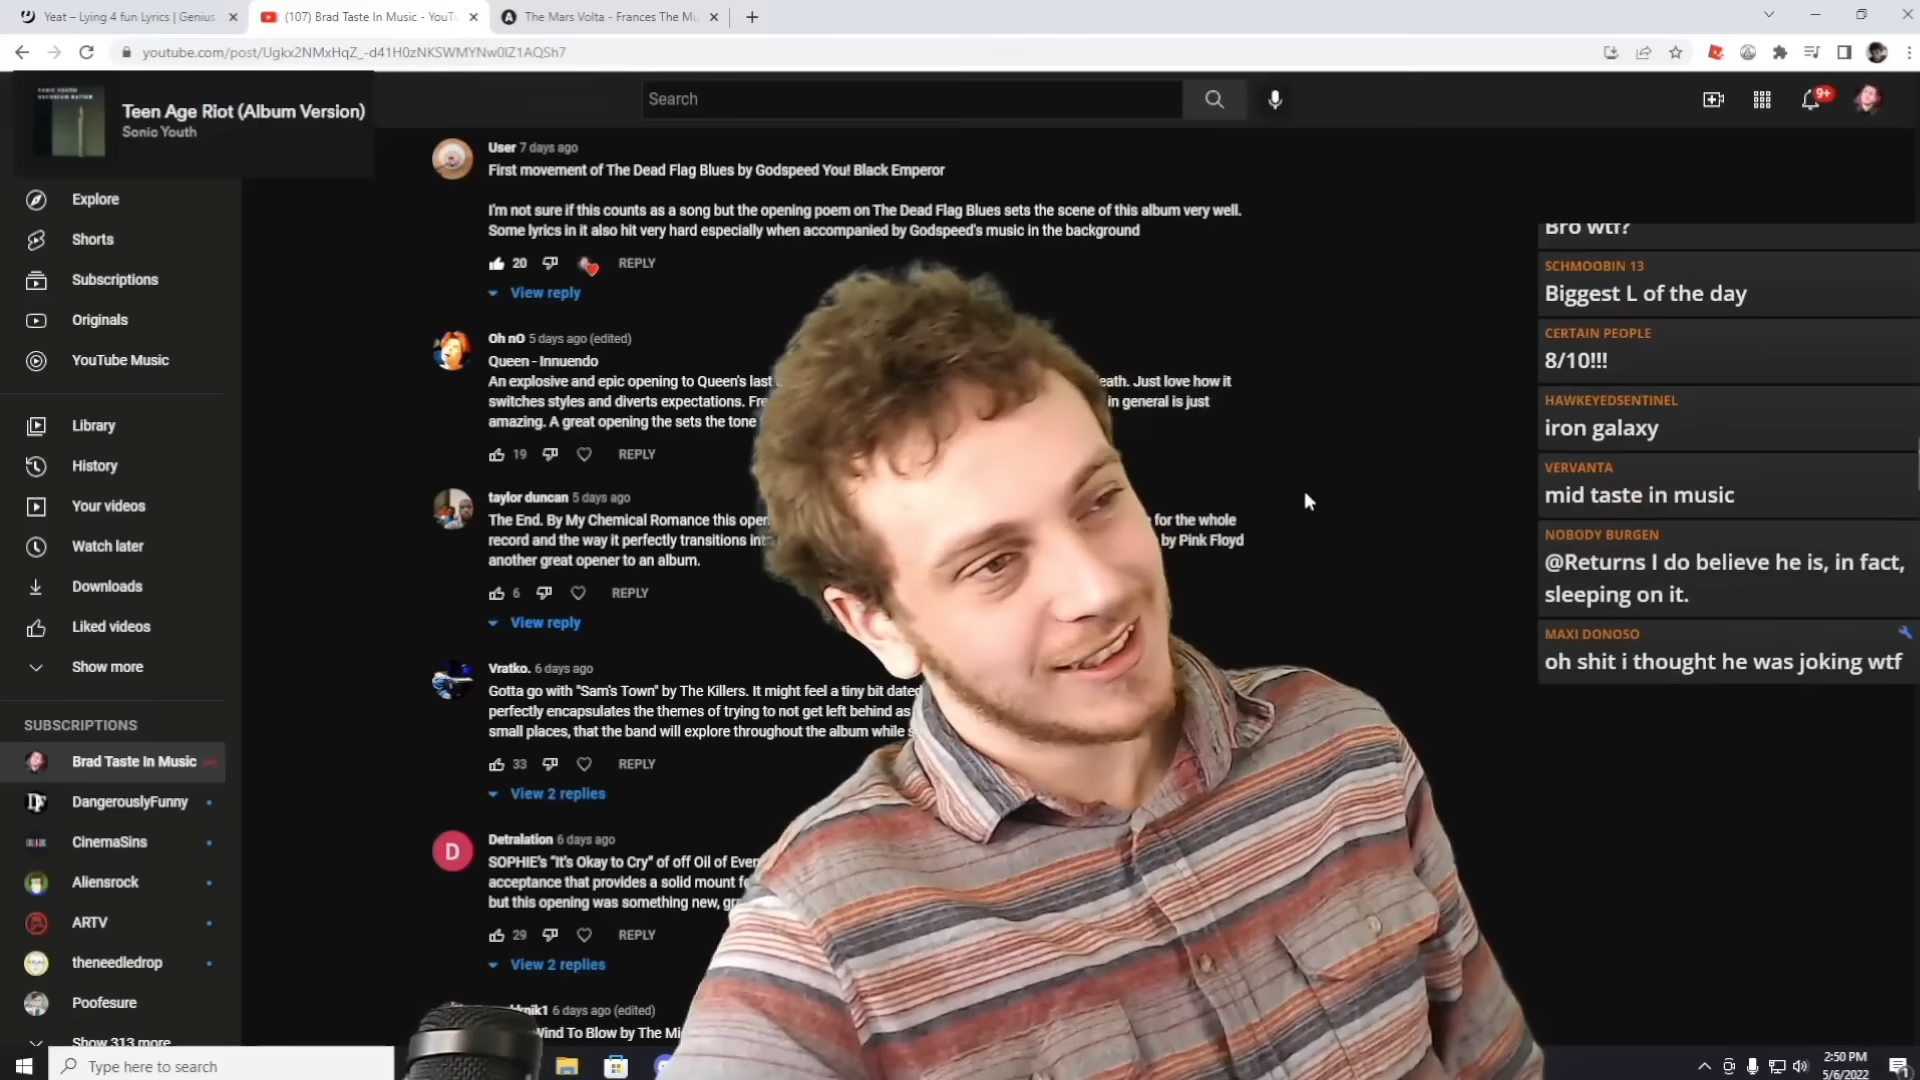 Yeat – Lying 4 fun Lyrics | Genius
(107) Brad Taste In Music - YouTu
The Mars Volta - Frances The Mu
youtube.com/post/Ugkx2NMxHqZ_-d41H0zNKSWMYNw0lZ1AQSh7
Teen Age Riot (Album Version)
Sonic Youth
Search
9+
Explore
Shorts
Subscriptions
Originals
YouTube Music
Library
History
Your videos
Watch later
Downloads
Liked videos
Show more
SUBSCRIPTIONS
Brad Taste In Music
DangerouslyFunny
CinemaSins
Aliensrock
ARTV
theneedledrop
Poofesure
Show 313 more
User 7 days ago
First movement of The Dead Flag Blues by Godspeed You! Black Emperor
I'm not sure if this counts as a song but the opening poem on The Dead Flag Blues sets the scene of this album very well.
Some lyrics in it also hit very hard especially when accompanied by Godspeed's music in the background
20 REPLY
View reply
Oh nO 5 days ago (edited)
Queen - Innuendo
An explosive and epic opening to Queen's last eath. Just love how it
switches styles and diverts expectations. Fre in general is just
amazing. A great opening the sets the tone
19 REPLY
taylor duncan 5 days ago
The End. By My Chemical Romance this oper for the whole
record and the way it perfectly transitions int by Pink Floyd
another great opener to an album.
6 REPLY
View reply
Vratko. 6 days ago
Gotta go with "Sam's Town" by The Killers. It might feel a tiny bit dated
perfectly encapsulates the themes of trying to not get left behind as
small places, that the band will explore throughout the album while s
33 REPLY
View 2 replies
D
Detralation 6 days ago
SOPHIE's "It's Okay to Cry" of off Oil of Ever
acceptance that provides a solid mount fo
but this opening was something new, gr
29 REPLY
View 2 replies
knik1 6 days ago (edited)
Wind To Blow by The Mi
Bro wtf?
SCHMOOBIN 13
Biggest L of the day
CERTAIN PEOPLE
8/10!!!
HAWKEYEDSENTINEL
iron galaxy
VERVANTA
mid taste in music
NOBODY BURGEN
@Returns I do believe he is, in fact,
sleeping on it.
MAXI DONOSO
oh shit i thought he was joking wtf
Type here to search
2:50 PM
5/6/2022